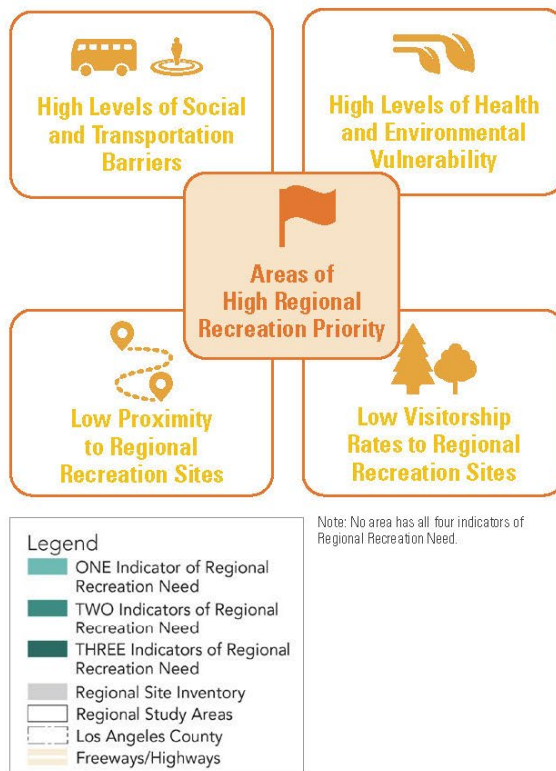 High Levels of Social
and Transportation
Barriers
High Levels of Health
and Environmental
Vulnerability
Areas of
High Regional
Recreation Priority
Low Proximity
to Regional
Recreation Sites
Low Visitorship
Rates to Regional
Recreation Sites
Note: No area has all four indicators of
Regional Recreation Need.
Legend
ONE Indicator of Regional
Recreation Need
TWO Indicators of Regional
Recreation Need
THREE Indicators of Regional
Recreation Need
Regional Site Inventory
Regional Study Areas
Los Angeles County
Freeways/Highways